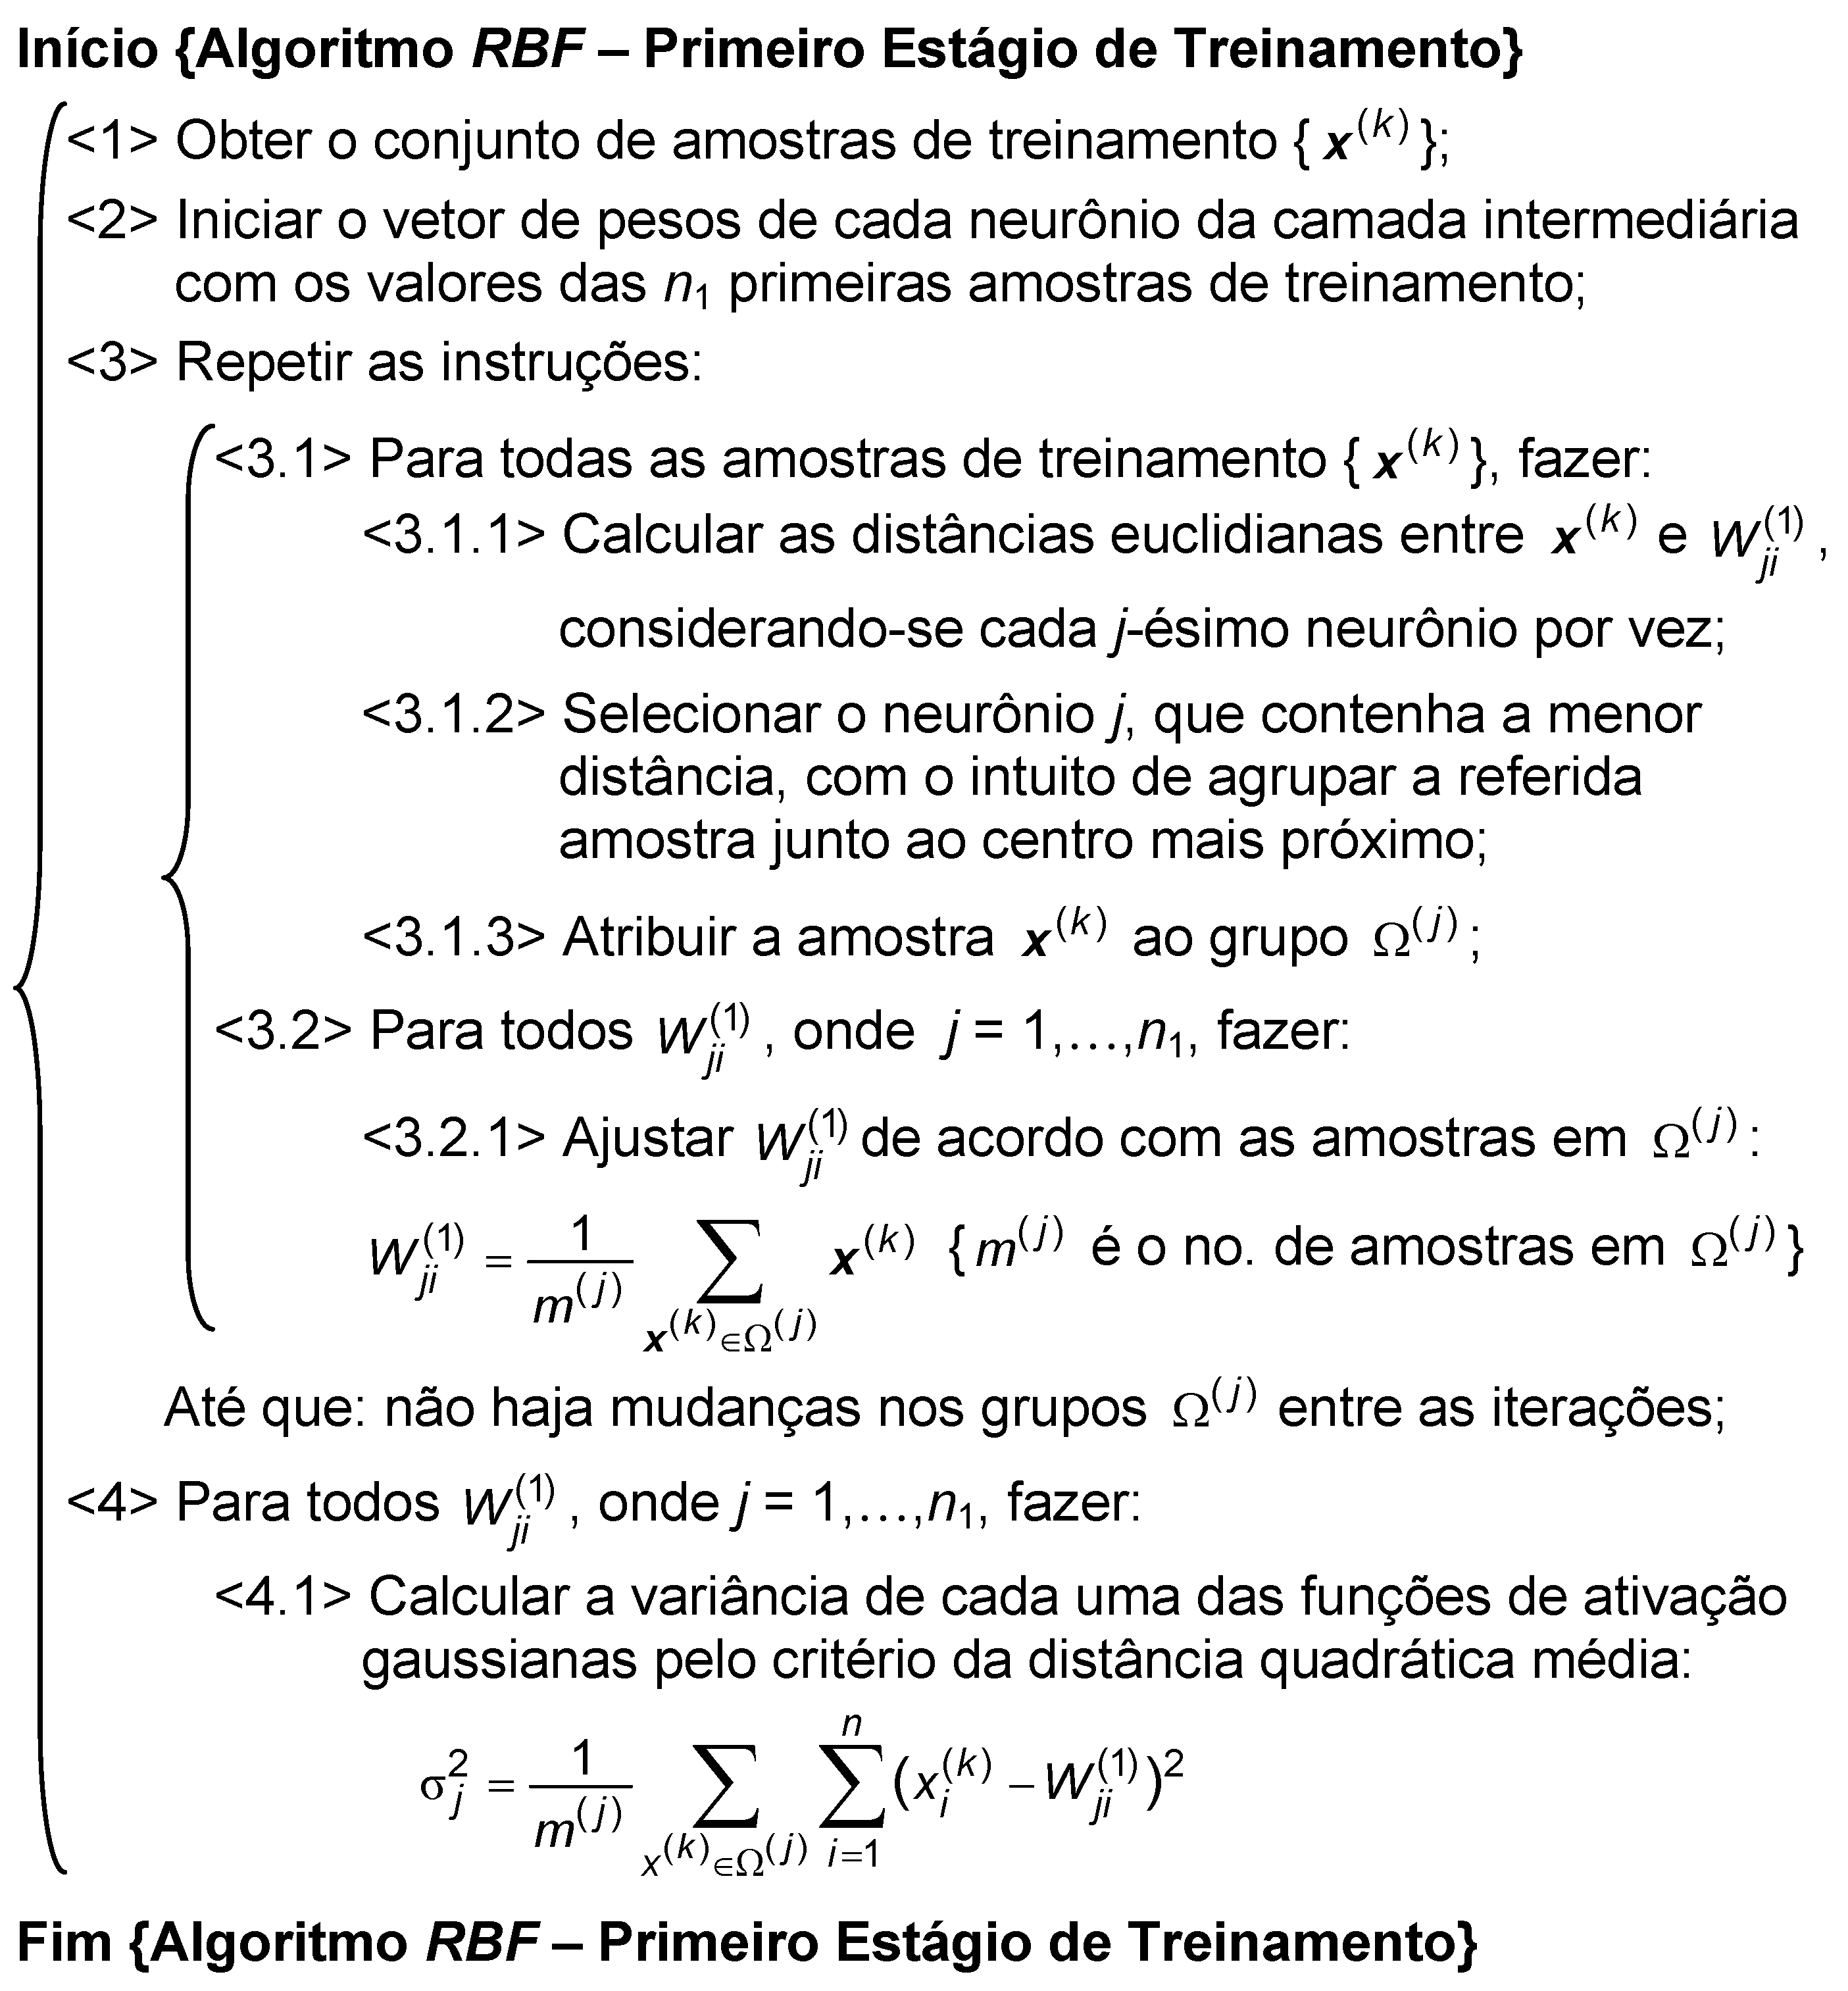 Início {Algoritmo RBF – Primeiro Estágio de Treinamento}
<1> Obter o conjunto de amostras de treinamento { x^(k) };
<2> Iniciar o vetor de pesos de cada neurônio da camada intermediária
com os valores das n₁ primeiras amostras de treinamento;
<3> Repetir as instruções:
<3.1> Para todas as amostras de treinamento { x^(k) }, fazer:
<3.1.1> Calcular as distâncias euclidianas entre x^(k) e W_ji^(1) ,
considerando-se cada j-ésimo neurônio por vez;
<3.1.2> Selecionar o neurônio j, que contenha a menor
distância, com o intuito de agrupar a referida
amostra junto ao centro mais próximo;
<3.1.3> Atribuir a amostra x^(k) ao grupo Ω^(j) ;
<3.2> Para todos W_ji^(1) , onde j = 1,…,n₁, fazer:
<3.2.1> Ajustar W_ji^(1) de acordo com as amostras em Ω^(j) :
W_ji^(1) = 1/m^(j) ∑_{x^(k)∈Ω^(j)} x^(k) { m^(j) é o no. de amostras em Ω^(j) }
Até que: não haja mudanças nos grupos Ω^(j) entre as iterações;
<4> Para todos W_ji^(1) , onde j = 1,…,n₁, fazer:
<4.1> Calcular a variância de cada uma das funções de ativação
gaussianas pelo critério da distância quadrática média:
σ_j^2 = 1/m^(j) ∑_{x^(k)∈Ω^(j)} ∑_{i=1}^{n} (x_i^(k) – W_ji^(1))^2
Fim {Algoritmo RBF – Primeiro Estágio de Treinamento}